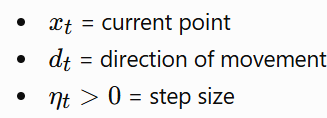 • x_t = current point
• d_t = direction of movement
• η_t > 0 = step size